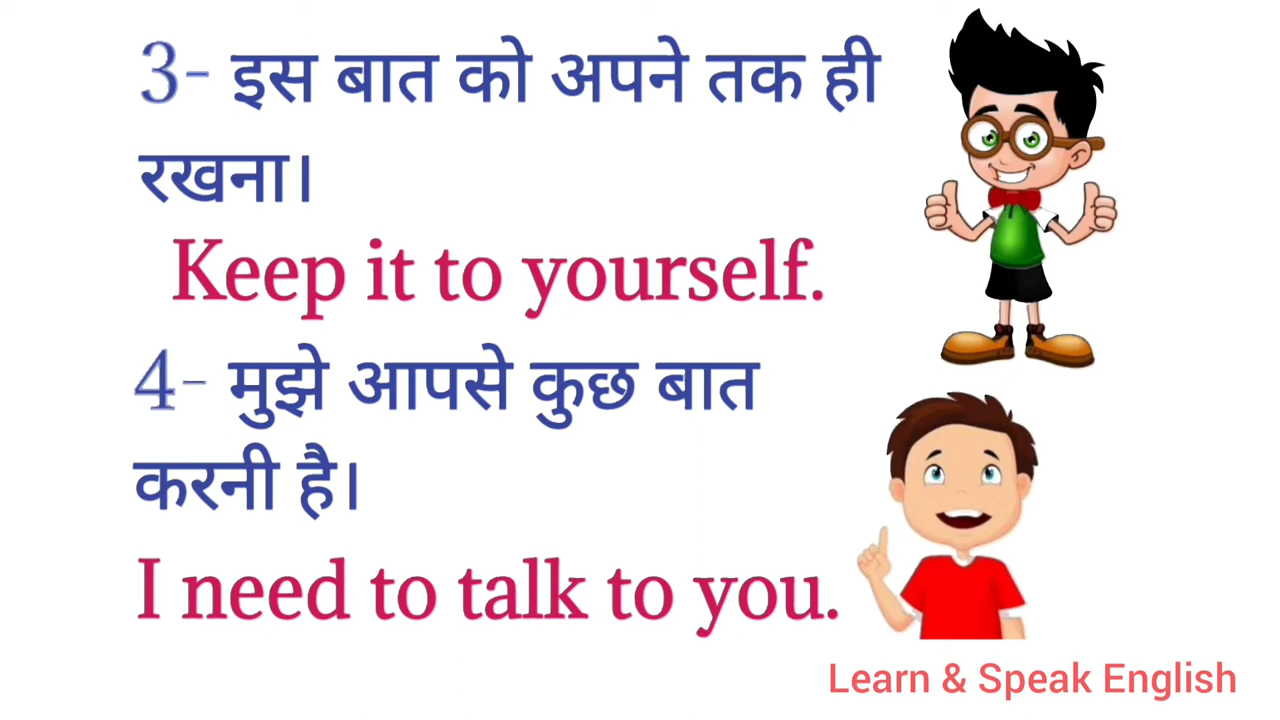 3- इस बात को अपने तक ही
रखना।
Keep it to yourself.
4- मुझे आपसे कुछ बात
करनी है।
I need to talk to you.
Learn & Speak English